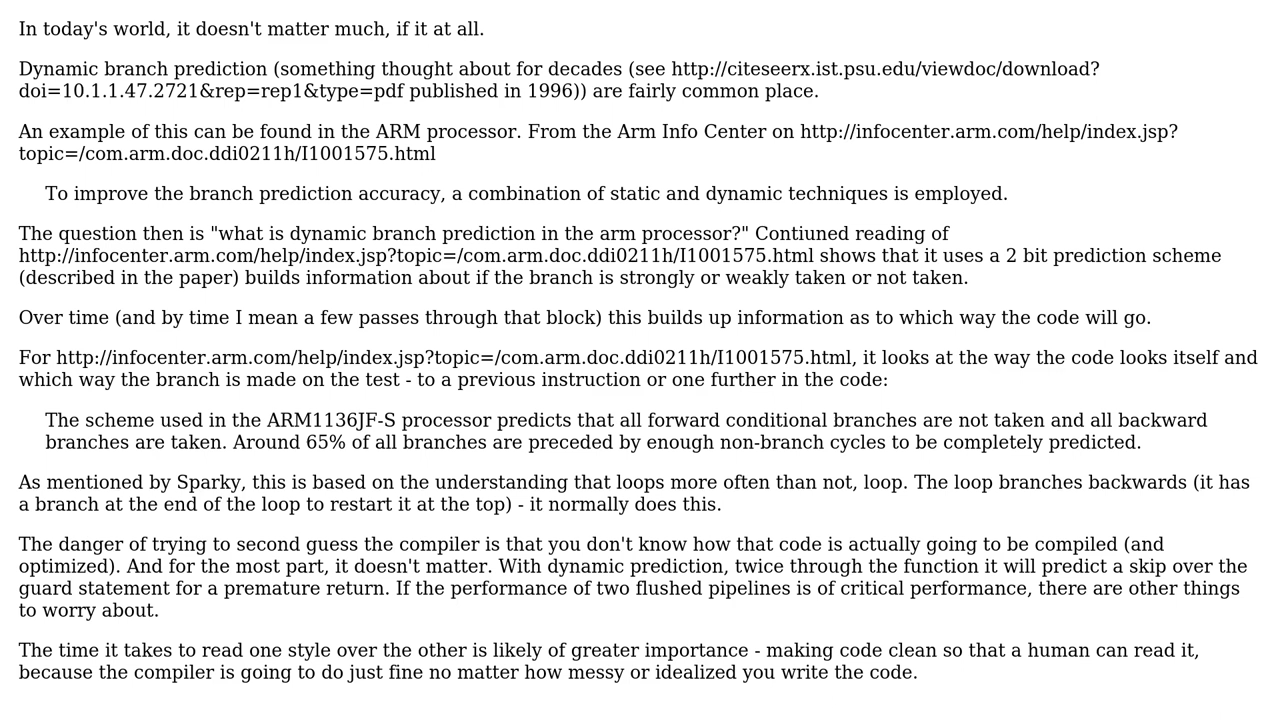 In today's world, it doesn't matter much, if it at all.
Dynamic branch prediction (something thought about for decades (see http://citeseerx.ist.psu.edu/viewdoc/download?
doi=10.1.1.47.2721&rep=rep1&type=pdf published in 1996)) are fairly common place.
An example of this can be found in the ARM processor. From the Arm Info Center on http://infocenter.arm.com/help/index.jsp?
topic=/com.arm.doc.ddi0211h/I1001575.html
To improve the branch prediction accuracy, a combination of static and dynamic techniques is employed.
The question then is "what is dynamic branch prediction in the arm processor?" Contiuned reading of
http://infocenter.arm.com/help/index.jsp?topic=/com.arm.doc.ddi0211h/I1001575.html shows that it uses a 2 bit prediction scheme
(described in the paper) builds information about if the branch is strongly or weakly taken or not taken.
Over time (and by time I mean a few passes through that block) this builds up information as to which way the code will go.
For http://infocenter.arm.com/help/index.jsp?topic=/com.arm.doc.ddi0211h/I1001575.html, it looks at the way the code looks itself and
which way the branch is made on the test - to a previous instruction or one further in the code:
The scheme used in the ARM1136JF-S processor predicts that all forward conditional branches are not taken and all backward
branches are taken. Around 65% of all branches are preceded by enough non-branch cycles to be completely predicted.
As mentioned by Sparky, this is based on the understanding that loops more often than not, loop. The loop branches backwards (it has
a branch at the end of the loop to restart it at the top) - it normally does this.
The danger of trying to second guess the compiler is that you don't know how that code is actually going to be compiled (and
optimized). And for the most part, it doesn't matter. With dynamic prediction, twice through the function it will predict a skip over the
guard statement for a premature return. If the performance of two flushed pipelines is of critical performance, there are other things
to worry about.
The time it takes to read one style over the other is likely of greater importance - making code clean so that a human can read it,
because the compiler is going to do just fine no matter how messy or idealized you write the code.